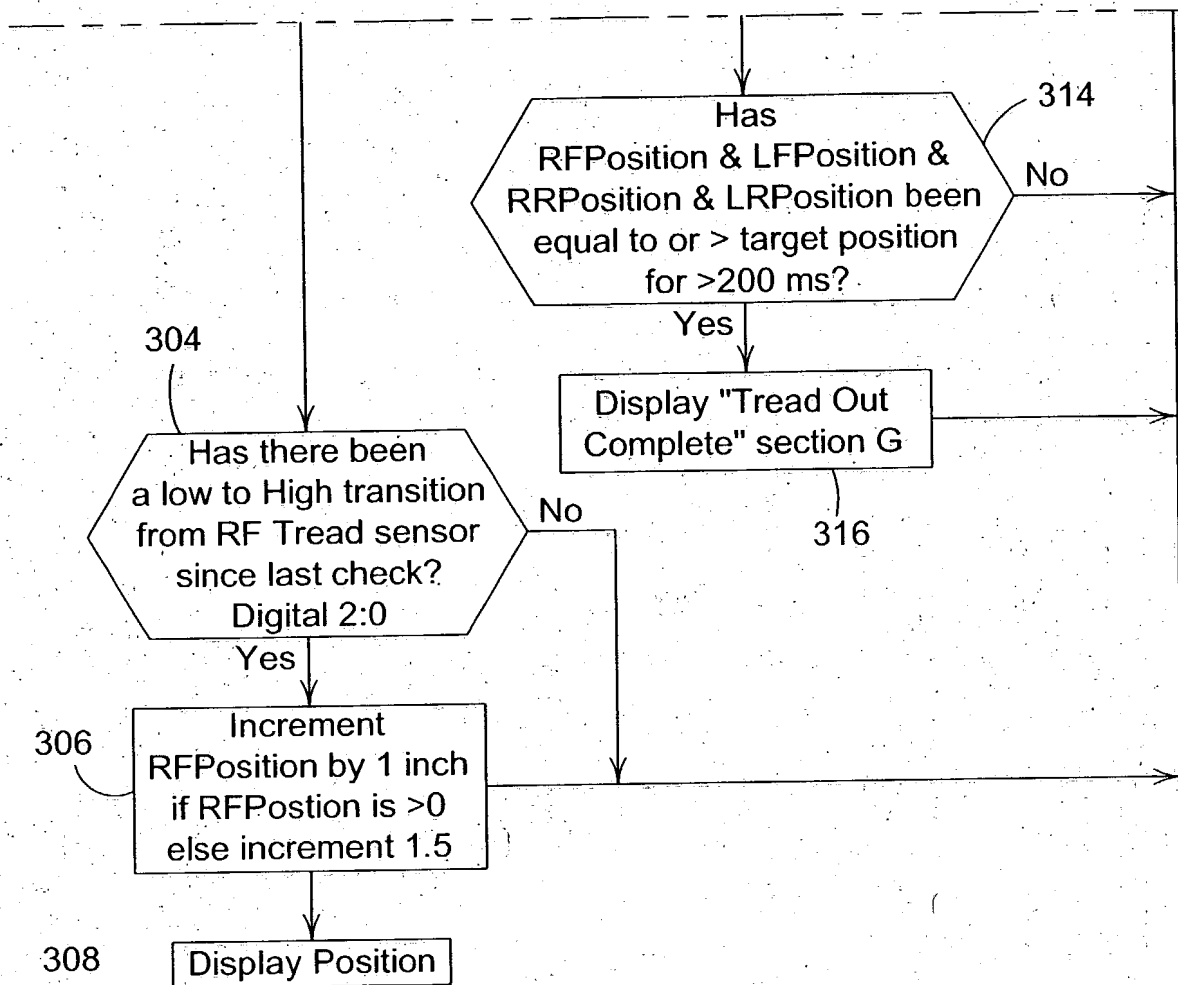 314
Has
RFPosition & LFPosition &
RRPosition & LRPosition been
equal to or > target position
for >200 ms?
No
Yes
Display "Tread Out
Complete" section G
316
304
Has there been
a low to High transition
from RF Tread sensor
since last check?
Digital 2:0
No
Yes
306
Increment
RFPosition by 1 inch
if RFPostion is >0
else increment 1.5
308
Display Position